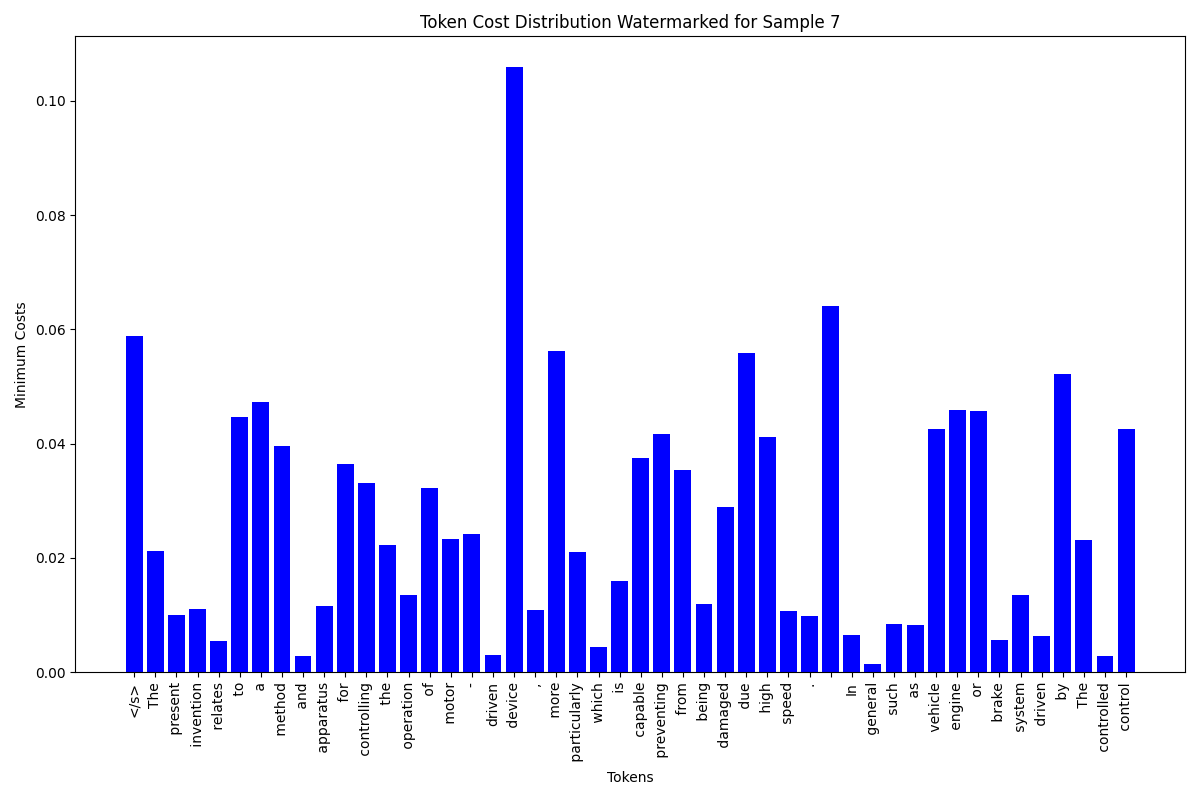 Token Cost Distribution Watermarked for Sample 7
Minimum Costs
0.10
0.08
0.06
0.04
0.02
0.00
</s>
The
present
invention
relates
to
a
method
and
apparatus
for
controlling
the
operation
of
motor
-
driven
device
,
more
particularly
which
is
capable
preventing
from
being
damaged
due
high
speed
.
In
general
such
as
vehicle
engine
or
brake
system
driven
by
The
controlled
control
Tokens